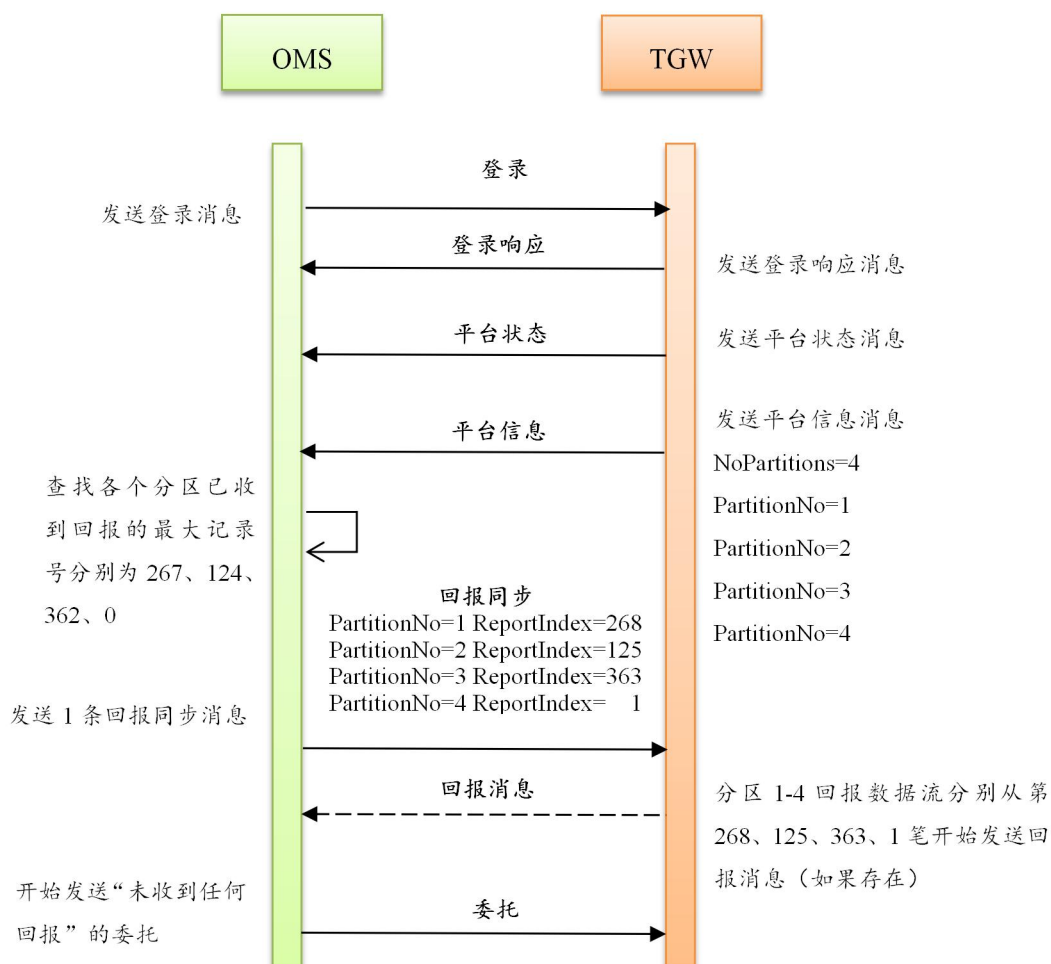 OMS
TGW
登录
发送登录消息
登录响应
发送登录响应消息
平台状态
发送平台状态消息
发送平台信息消息
平台信息
NoPartitions=4
PartitionNo=1
PartitionNo=2
PartitionNo=3
PartitionNo=4
查找各个分区已收
到回报的最大记录
号分别为 267、124、
362、0
回报同步
PartitionNo=1 ReportIndex=268
PartitionNo=2 ReportIndex=125
PartitionNo=3 ReportIndex=363
PartitionNo=4 ReportIndex= 1
发送 1 条回报同步消息
回报消息
分区 1-4 回报数据流分别从第
268、125、363、1 笔开始发送回
报消息（如果存在）
开始发送“未收到任何
回报”的委托
委托